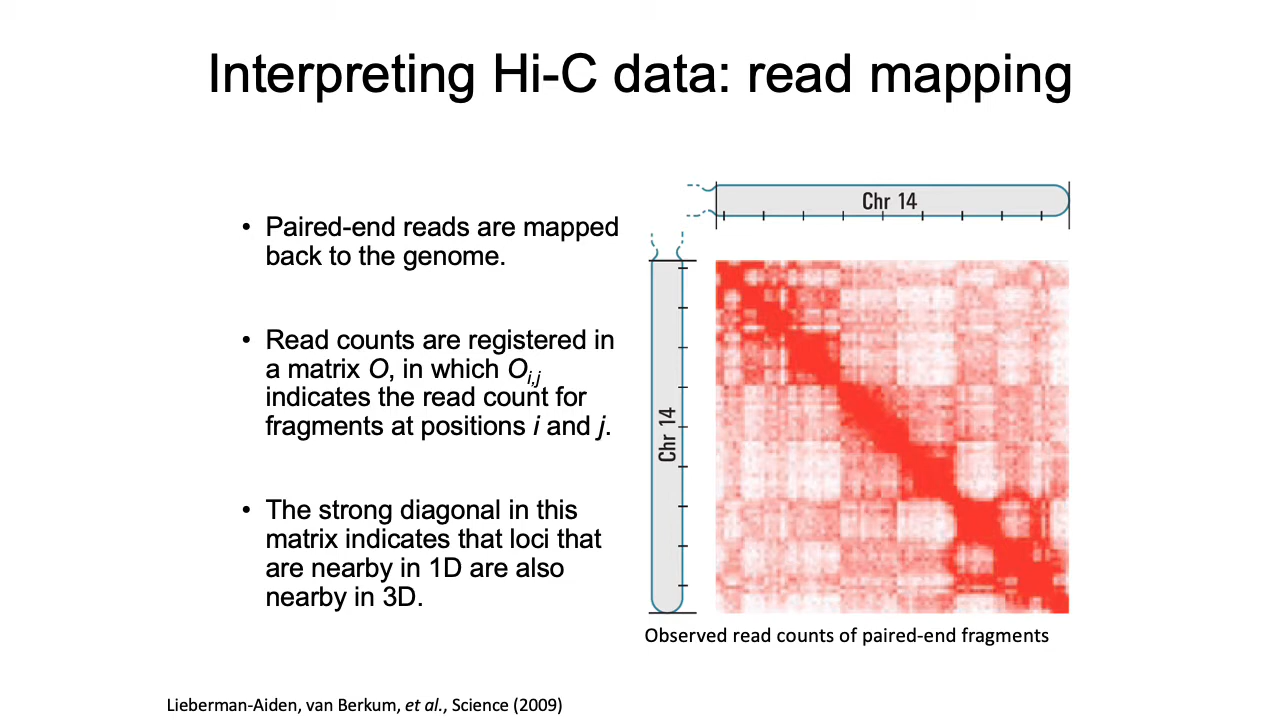 Interpreting Hi-C data: read mapping
• Paired-end reads are mapped
back to the genome.
• Read counts are registered in
a matrix O, in which Oi,j
indicates the read count for
fragments at positions i and j.
• The strong diagonal in this
matrix indicates that loci that
are nearby in 1D are also
nearby in 3D.
Chr 14
Chr 14
Observed read counts of paired-end fragments
Lieberman-Aiden, van Berkum, et al., Science (2009)